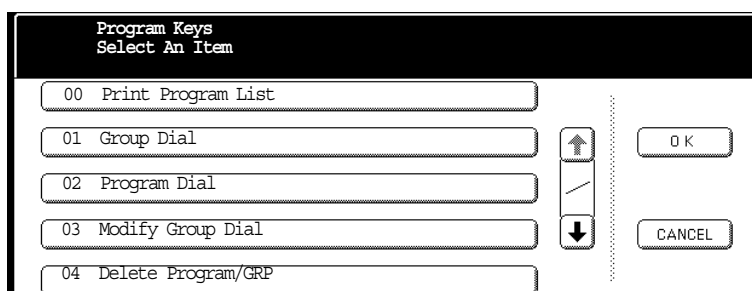 Program Keys
Select An Item
00 Print Program List
01 Group Dial
OK
02 Program Dial
03 Modify Group Dial
CANCEL
04 Delete Program/GRP